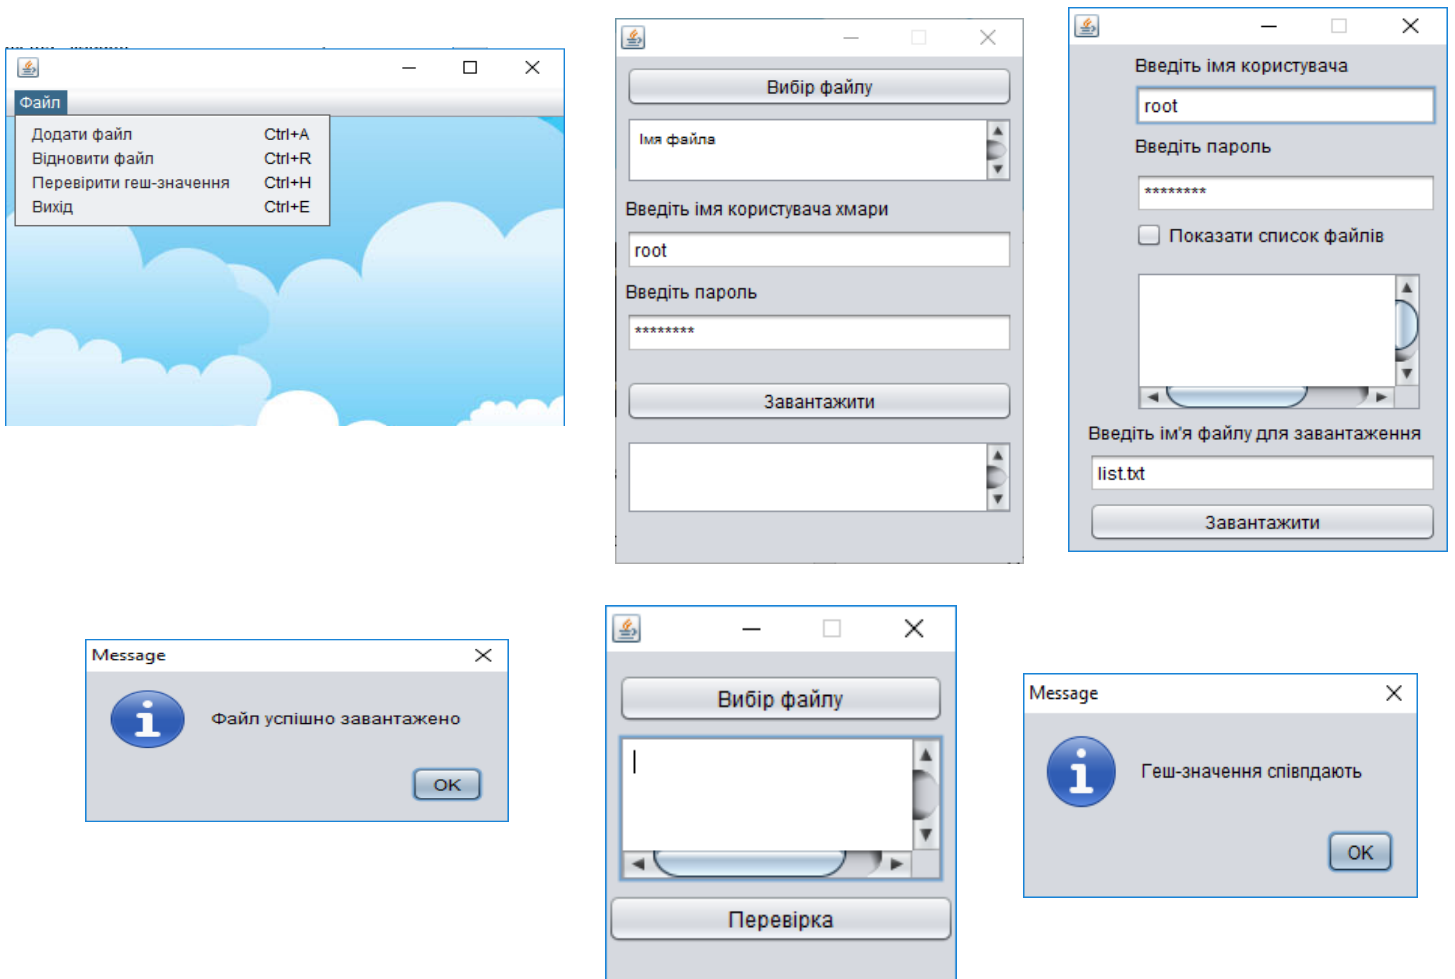 Файл
Додати файл Ctrl+A
Відновити файл Ctrl+R
Перевірити геш-значення Ctrl+H
Вихід Ctrl+E
Вибір файлу
Імя файла
Введіть імя користувача хмари
root
Введіть пароль
********
Завантажити
Введіть імя користувача
root
Введіть пароль
********
Показати список файлів
Введіть ім'я файлу для завантаження
list.txt
Завантажити
Message
Файл успішно завантажено
OK
Вибір файлу
Перевірка
Message
Геш-значення співпдають
OK